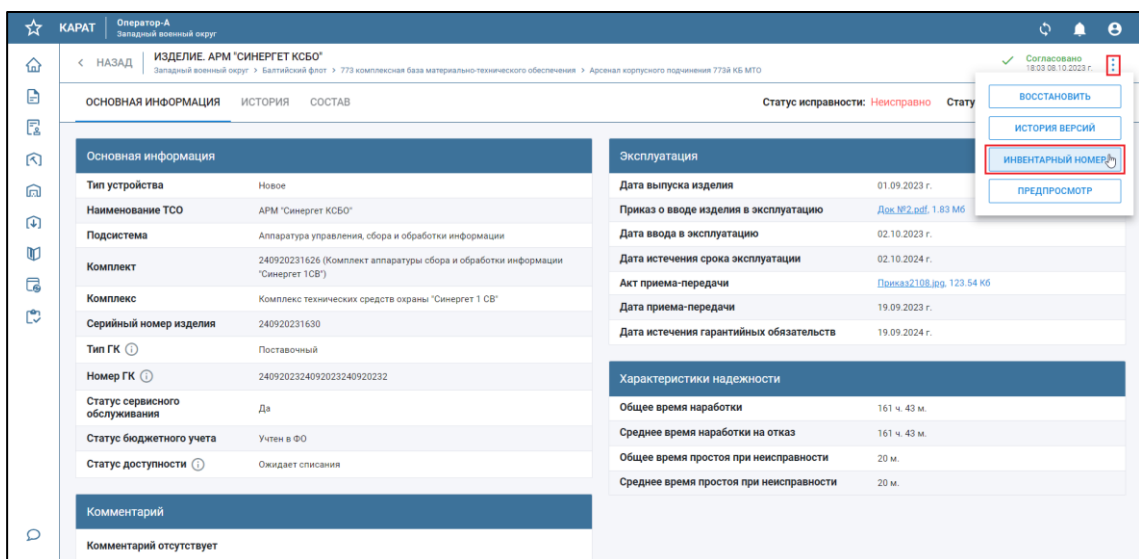 КАРАТ
Оператор-А
Западный военный округ
НАЗАД
ИЗДЕЛИЕ. АРМ "СИНЕРГЕТ КСБО"
Западный военный округ > Балтийский флот > 773 комплексная база материально-технического обеспечения > Арсенал корпусного подчинения 773й КБ МТО
Согласовано
18:03 08.10.2023 г.
ОСНОВНАЯ ИНФОРМАЦИЯ ИСТОРИЯ СОСТАВ
Статус исправности: Неисправно Стату
ВОССТАНОВИТЬ
ИСТОРИЯ ВЕРСИЙ
ИНВЕНТАРНЫЙ НОМЕР
ПРЕДПРОСМОТР
Основная информация
Тип устройства Новое
Наименование ТСО АРМ "Синергет КСБО"
Подсистема Аппаратура управления, сбора и обработки информации
Комплект 240920231626 (Комплект аппаратуры сбора и обработки информации
"Синергет 1СВ")
Комплекс Комплекс технических средств охраны "Синергет 1 СВ"
Серийный номер изделия 240920231630
Тип ГК Поставочный
Номер ГК 2409202324092023240920232
Статус сервисного
обслуживания Да
Статус бюджетного учета Учтен в ФО
Статус доступности Ожидает списания
Комментарий
Комментарий отсутствует
Эксплуатация
Дата выпуска изделия 01.09.2023 г.
Приказ о вводе изделия в эксплуатацию Док №2.pdf, 1.83 Мб
Дата ввода в эксплуатацию 02.10.2023 г.
Дата истечения срока эксплуатации 02.10.2024 г.
Акт приема-передачи Приказ2108.jpg, 123.54 Кб
Дата приема-передачи 19.09.2023 г.
Дата истечения гарантийных обязательств 19.09.2024 г.
Характеристики надежности
Общее время наработки 161 ч. 43 м.
Среднее время наработки на отказ 161 ч. 43 м.
Общее время простоя при неисправности 20 м.
Среднее время простоя при неисправности 20 м.